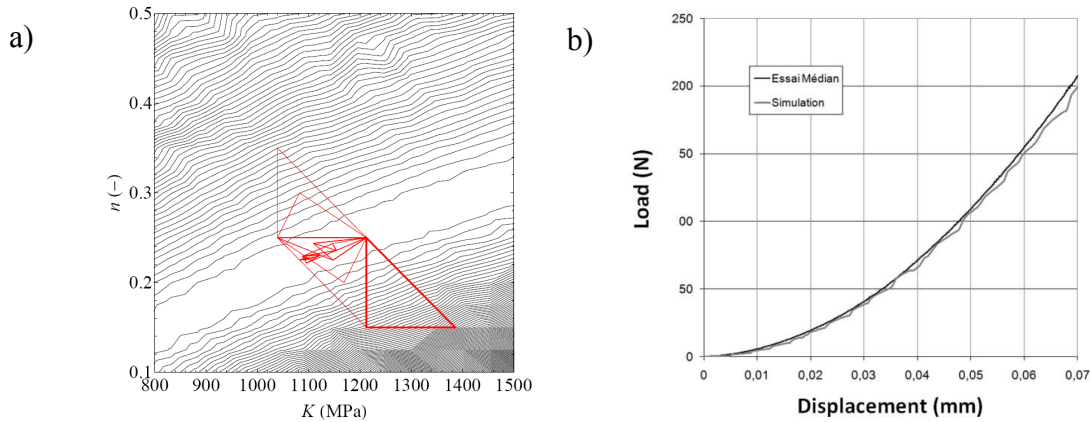 a)
0.5
0.4
0.3
0.2
0.1
n (−)
800 900 1000 1100 1200 1300 1400 1500
K (MPa)
b)
250
200
50
00
50
0
Load (N)
Essai Médian
Simulation
0 0,01 0,02 0,03 0,04 0,05 0,06 0,07
Displacement (mm)